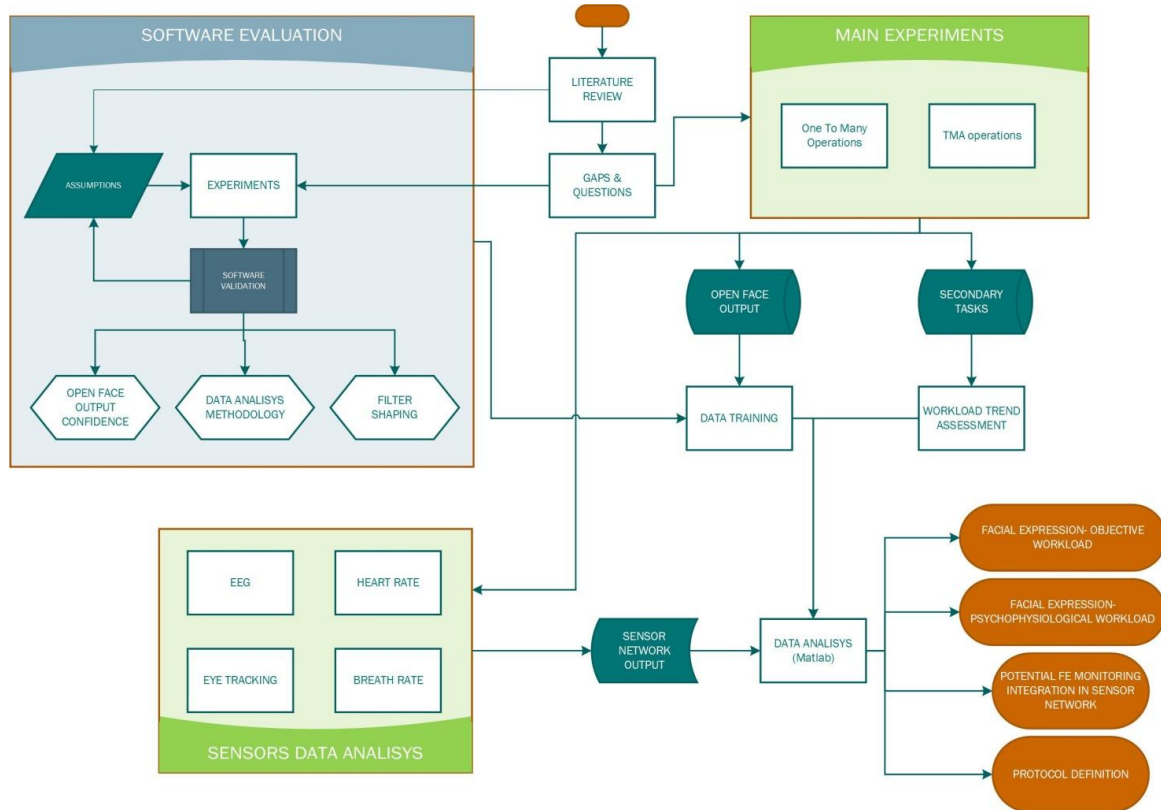 SOFTWARE EVALUATION
LITERATURE
REVIEW
MAIN EXPERIMENTS
One To Many
Operations
TMA operations
ASSUMPTIONS
EXPERIMENTS
GAPS &
QUESTIONS
SOFTWARE
VALIDATION
OPEN FACE
OUTPUT
SECONDARY
TASKS
OPEN FACE
OUTPUT
CONFIDENCE
DATA ANALISYS
METHODOLOGY
FILTER
SHAPING
DATA TRAINING
WORKLOAD TREND
ASSESSMENT
EEG
HEART RATE
EYE TRACKING
BREATH RATE
SENSORS DATA ANALISYS
SENSOR
NETWORK
OUTPUT
DATA ANALISYS
(Matlab)
FACIAL EXPRESSION- OBJECTIVE
WORKLOAD
FACIAL EXPRESSION-
PSYCHOPHYSIOLOGICAL WORKLOAD
POTENTIAL FE MONITORING
INTEGRATION IN SENSOR
NETWORK
PROTOCOL DEFINITION